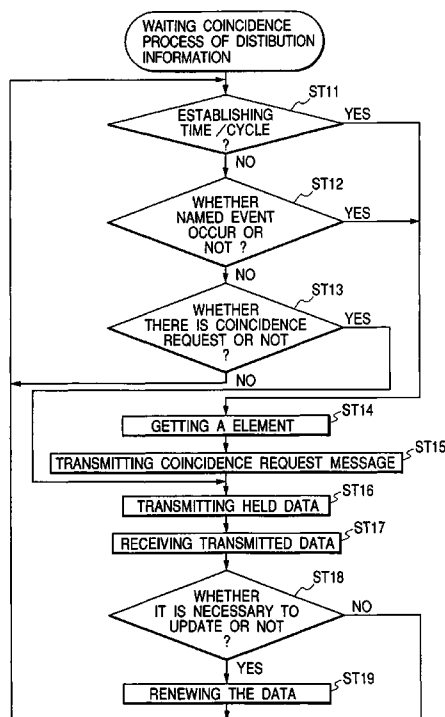 WAITING COINCIDENCE
PROCESS OF DISTIBUTION
INFORMATION
ST11
ESTABLISHING
TIME/CYCLE
?
YES
NO
ST12
WHETHER
NAMED EVENT
OCCUR OR
NOT ?
YES
NO
ST13
WHETHER
THERE IS COINCIDENCE
REQUEST OR NOT
?
YES
NO
ST14
GETTING A ELEMENT
ST15
TRANSMITTING COINCIDENCE REQUEST MESSAGE
ST16
TRANSMITTING HELD DATA
ST17
RECEIVING TRANSMITTED DATA
ST18
WHETHER
IT IS NECESSARY TO
UPDATE OR NOT
?
NO
YES
ST19
RENEWING THE DATA